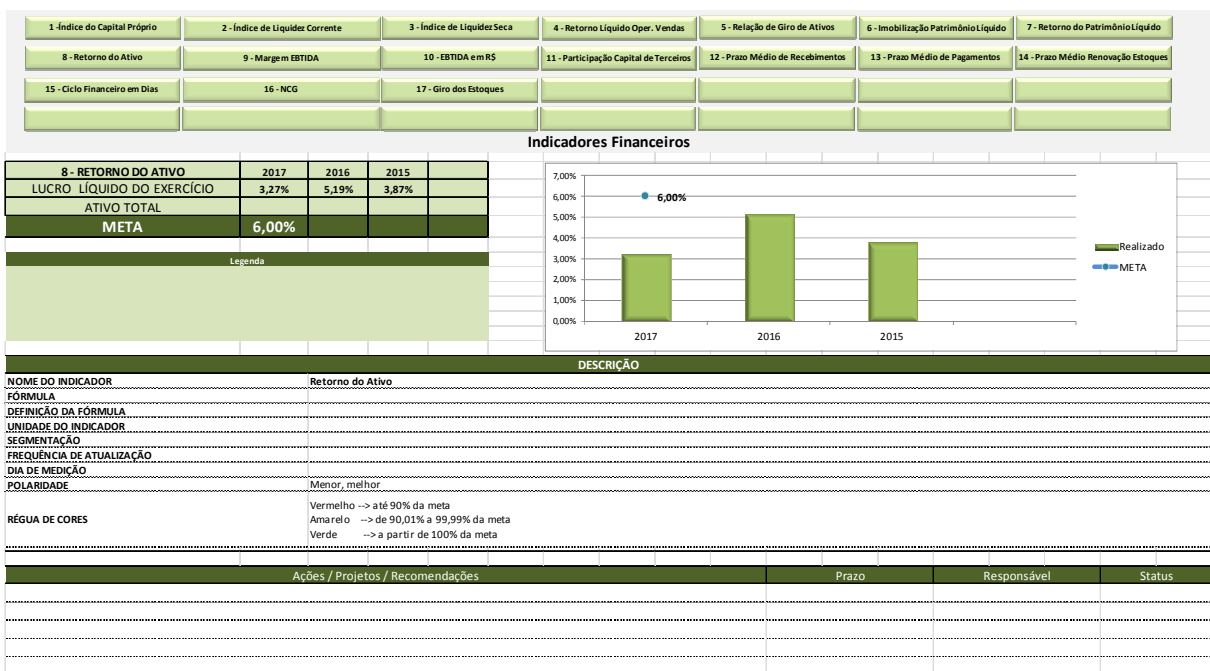 1 -Índice do Capital Próprio 2 - Índice de Liquidez Corrente 3 - Índice de Liquidez Seca 4 - Retorno Líquido Oper. Vendas 5 - Relação de Giro de Ativos 6 - Imobilização Patrimônio Líquido 7 - Retorno do Patrimônio Líquido
8 - Retorno do Ativo 9 - Margem EBTIDA 10 - EBTIDA em R$ 11 - Participação Capital de Terceiros 12 - Prazo Médio de Recebimentos 13 - Prazo Médio de Pagamentos 14 - Prazo Médio Renovação Estoques
15 - Ciclo Financeiro em Dias 16 - NCG 17 - Giro dos Estoques
Indicadores Financeiros
8 - RETORNO DO ATIVO 2017 2016 2015
LUCRO LÍQUIDO DO EXERCÍCIO 3,27% 5,19% 3,87%
ATIVO TOTAL
META 6,00%
Legenda
7,00%
6,00%
5,00%
4,00%
3,00%
2,00%
1,00%
0,00%
6,00%
2017 2016 2015
Realizado
META
DESCRIÇÃO
NOME DO INDICADOR Retorno do Ativo
FÓRMULA
DEFINIÇÃO DA FÓRMULA
UNIDADE DO INDICADOR
SEGMENTAÇÃO
FREQUÊNCIA DE ATUALIZAÇÃO
DIA DE MEDIÇÃO
POLARIDADE Menor, melhor
RÉGUA DE CORES
Vermelho --> até 90% da meta
Amarelo --> de 90,01% a 99,99% da meta
Verde --> a partir de 100% da meta
Ações / Projetos / Recomendações Prazo Responsável Status